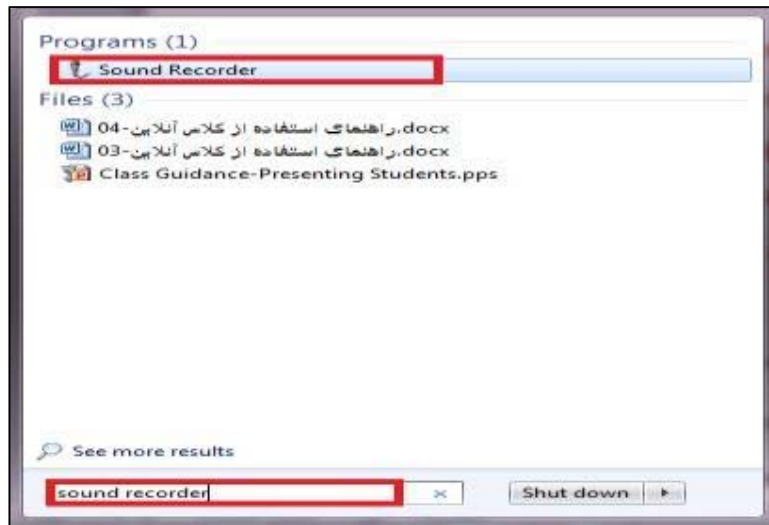 Programs (1)
Sound Recorder
Files (3)
راهنمای استفاده از کلاس آنلاین-04.docx
راهنمای استفاده از کلاس آنلاین-03.docx
Class Guidance-Presenting Students.pps
See more results
sound recorder
Shut down